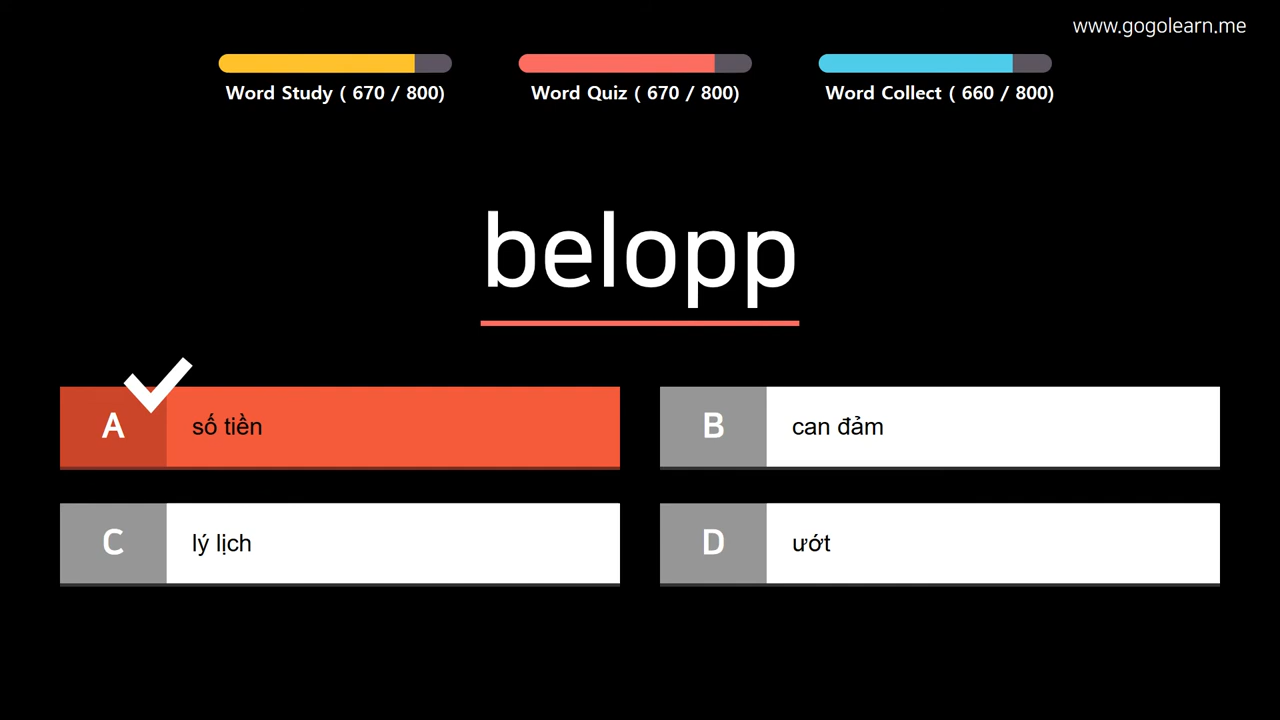 www.gogolearn.me
Word Study ( 670 / 800)
Word Quiz ( 670 / 800)
Word Collect ( 660 / 800)
belopp
A
số tiền
B
can đảm
C
lý lịch
D
ướt